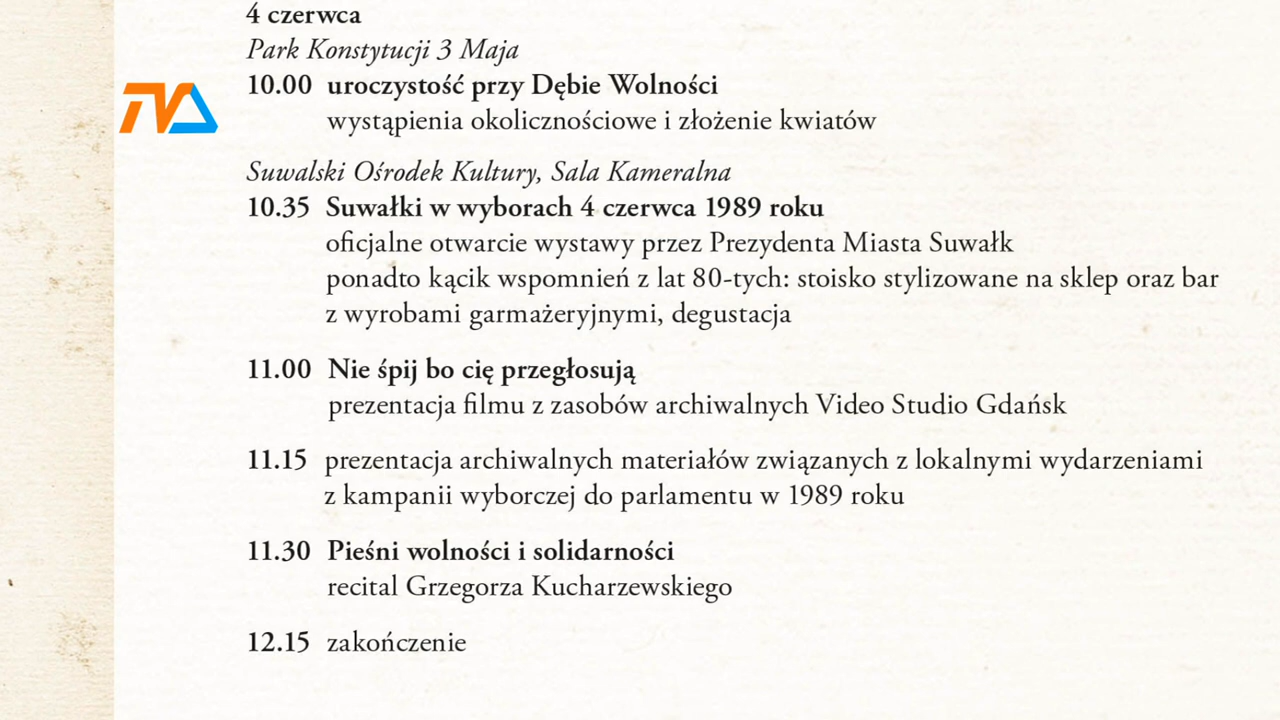 4 czerwca
Park Konstytucji 3 Maja
10.00 uroczystość przy Dębie Wolności
TVA
wystąpienia okolicznościowe i złożenie kwiatów
Suwalski Ośrodek Kultury, Sala Kameralna
10.35 Suwałki w wyborach 4 czerwca 1989 roku
oficjalne otwarcie wystawy przez Prezydenta Miasta Suwałk
ponadto kącik wspomnień z lat 80-tych: stoisko stylizowane na sklep oraz bar
z wyrobami garmażeryjnymi, degustacja
11.00 Nie śpij bo cię przegłosują
prezentacja filmu z zasobów archiwalnych Video Studio Gdańsk
11.15 prezentacja archiwalnych materiałów związanych z lokalnymi wydarzeniami
z kampanii wyborczej do parlamentu w 1989 roku
11.30 Pieśni wolności i solidarności
recital Grzegorza Kucharzewskiego
12.15 zakończenie